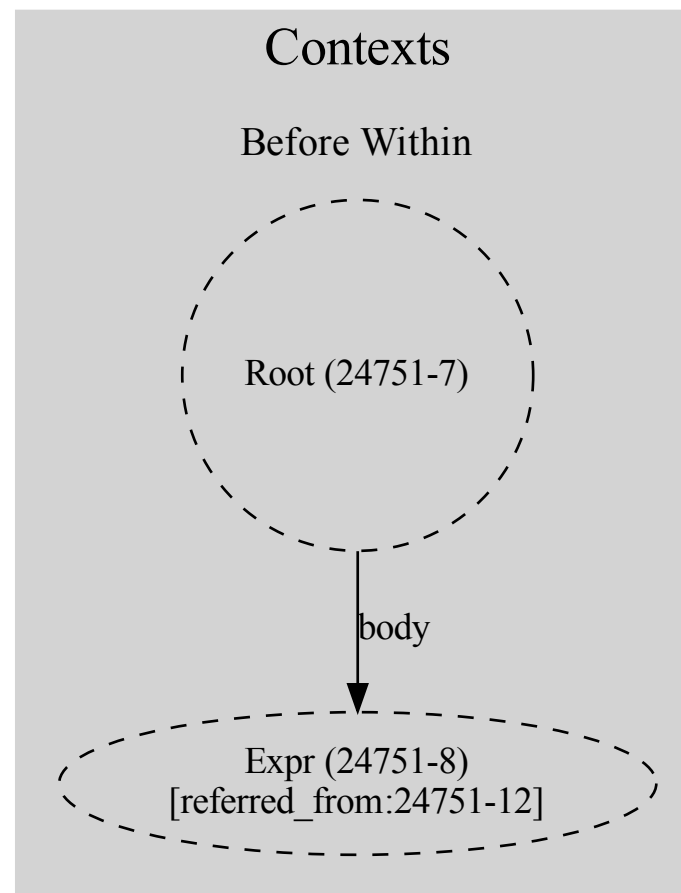 Contexts
Before Within
Root (24751-7)
body
Expr (24751-8)
[referred_from:24751-12]